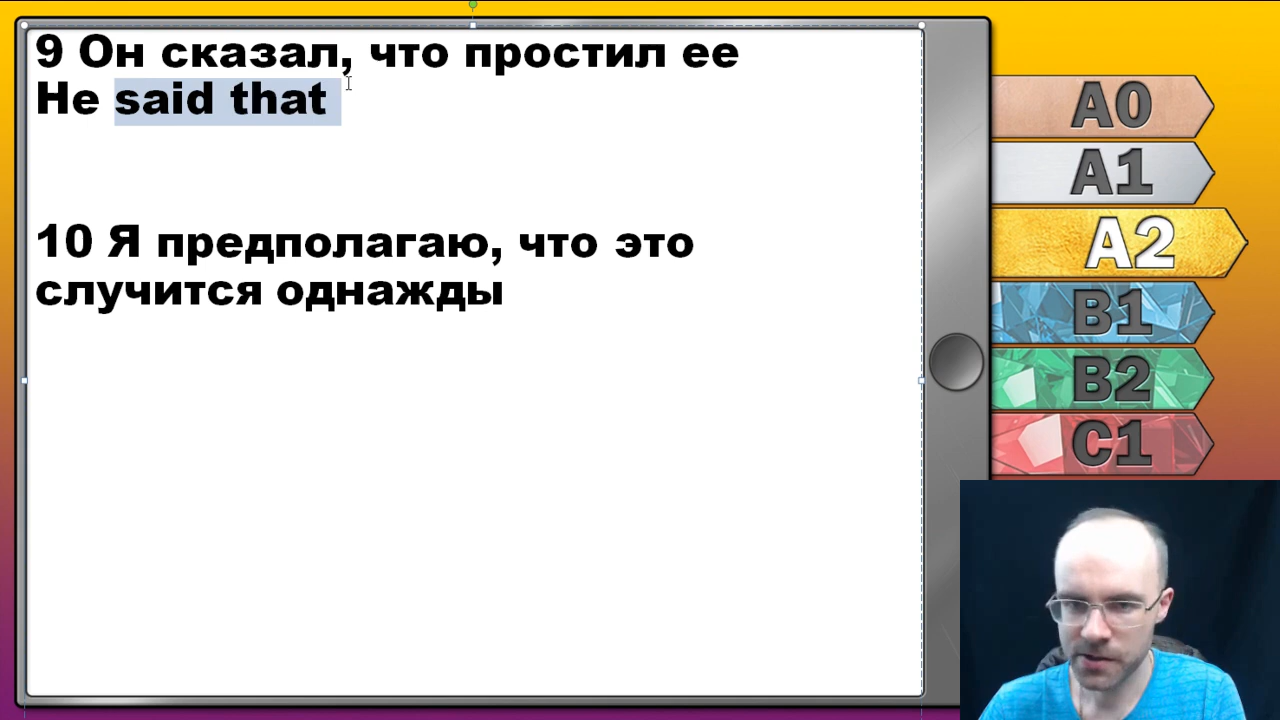 9 Он сказал, что простил ее
He said that
10 Я предполагаю, что это
случится однажды
A0
A1
A2
B1
B2
C1